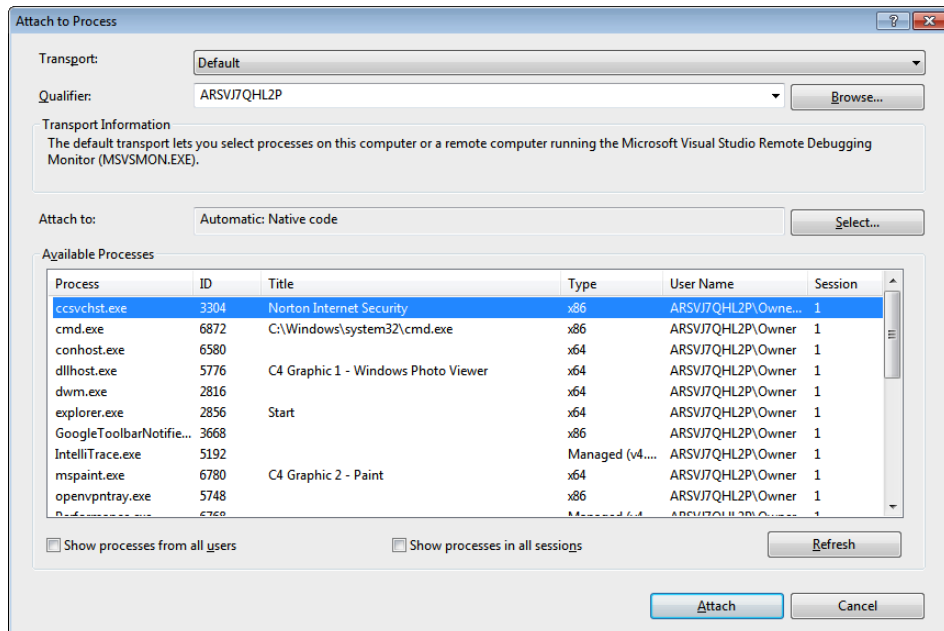 Attach to Process
Transport: Default
Qualifier: ARSVJ7QHL2P Browse...
Transport Information
The default transport lets you select processes on this computer or a remote computer running the Microsoft Visual Studio Remote Debugging
Monitor (MSVSMON.EXE).
Attach to: Automatic: Native code Select...
Available Processes
Process ID Title Type User Name Session
ccsvchst.exe 3304 Norton Internet Security x86 ARSVJ7QHL2P\Owne... 1
cmd.exe 6872 C:\Windows\system32\cmd.exe x86 ARSVJ7QHL2P\Owner 1
conhost.exe 6580 x64 ARSVJ7QHL2P\Owner 1
dllhost.exe 5776 C4 Graphic 1 - Windows Photo Viewer x64 ARSVJ7QHL2P\Owner 1
dwm.exe 2816 x64 ARSVJ7QHL2P\Owner 1
explorer.exe 2856 Start x64 ARSVJ7QHL2P\Owner 1
GoogleToolbarNotifie... 3668 x86 ARSVJ7QHL2P\Owner 1
IntelliTrace.exe 5192 Managed (v4.... ARSVJ7QHL2P\Owner 1
mspaint.exe 6780 C4 Graphic 2 - Paint x64 ARSVJ7QHL2P\Owner 1
openvpntray.exe 5748 x86 ARSVJ7QHL2P\Owner 1
Show processes from all users Show processes in all sessions Refresh
Attach Cancel